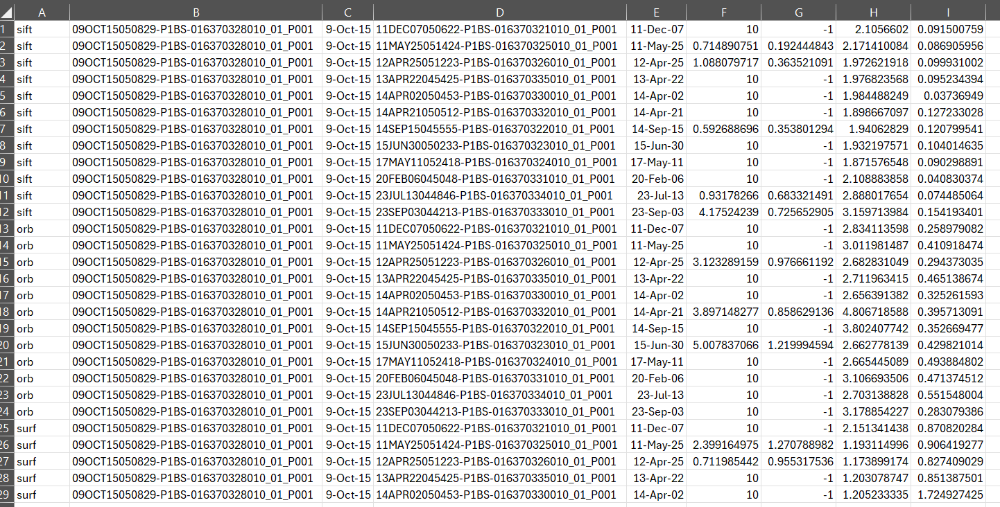 A B C D E F G H I
1 sift 09OCT15050829-P1BS-016370328010_01_P001 9-Oct-15 11DEC07050622-P1BS-016370321010_01_P001 11-Dec-07 10 -1 2.1056602 0.091500759
2 sift 09OCT15050829-P1BS-016370328010_01_P001 9-Oct-15 11MAY25051424-P1BS-016370325010_01_P001 11-May-25 0.714890751 0.192444843 2.171410084 0.086905956
3 sift 09OCT15050829-P1BS-016370328010_01_P001 9-Oct-15 12APR25051223-P1BS-016370326010_01_P001 12-Apr-25 1.088079717 0.363521091 1.972621918 0.099931002
4 sift 09OCT15050829-P1BS-016370328010_01_P001 9-Oct-15 13APR22045425-P1BS-016370335010_01_P001 13-Apr-22 10 -1 1.976823568 0.095234394
5 sift 09OCT15050829-P1BS-016370328010_01_P001 9-Oct-15 14APR02050453-P1BS-016370330010_01_P001 14-Apr-02 10 -1 1.984488249 0.03736949
6 sift 09OCT15050829-P1BS-016370328010_01_P001 9-Oct-15 14APR21050512-P1BS-016370332010_01_P001 14-Apr-21 10 -1 1.898667097 0.127233028
7 sift 09OCT15050829-P1BS-016370328010_01_P001 9-Oct-15 14SEP15045555-P1BS-016370322010_01_P001 14-Sep-15 0.592688696 0.353801294 1.94062829 0.120799541
8 sift 09OCT15050829-P1BS-016370328010_01_P001 9-Oct-15 15JUN30050233-P1BS-016370323010_01_P001 15-Jun-30 10 -1 1.932197571 0.104014635
9 sift 09OCT15050829-P1BS-016370328010_01_P001 9-Oct-15 17MAY11052418-P1BS-016370324010_01_P001 17-May-11 10 -1 1.871576548 0.090298891
10 sift 09OCT15050829-P1BS-016370328010_01_P001 9-Oct-15 20FEB06045048-P1BS-016370331010_01_P001 20-Feb-06 10 -1 2.108883858 0.040830374
11 sift 09OCT15050829-P1BS-016370328010_01_P001 9-Oct-15 23JUL13044846-P1BS-016370334010_01_P001 23-Jul-13 0.93178266 0.683321491 2.888017654 0.074485064
12 sift 09OCT15050829-P1BS-016370328010_01_P001 9-Oct-15 23SEP03044213-P1BS-016370333010_01_P001 23-Sep-03 4.17524239 0.725652905 3.159713984 0.154193401
13 orb 09OCT15050829-P1BS-016370328010_01_P001 9-Oct-15 11DEC07050622-P1BS-016370321010_01_P001 11-Dec-07 10 -1 2.834113598 0.258979082
14 orb 09OCT15050829-P1BS-016370328010_01_P001 9-Oct-15 11MAY25051424-P1BS-016370325010_01_P001 11-May-25 10 -1 3.011981487 0.410918474
15 orb 09OCT15050829-P1BS-016370328010_01_P001 9-Oct-15 12APR25051223-P1BS-016370326010_01_P001 12-Apr-25 3.123289159 0.976661192 2.682831049 0.294373035
16 orb 09OCT15050829-P1BS-016370328010_01_P001 9-Oct-15 13APR22045425-P1BS-016370335010_01_P001 13-Apr-22 10 -1 2.711963415 0.465138674
17 orb 09OCT15050829-P1BS-016370328010_01_P001 9-Oct-15 14APR02050453-P1BS-016370330010_01_P001 14-Apr-02 10 -1 2.656391382 0.325261593
18 orb 09OCT15050829-P1BS-016370328010_01_P001 9-Oct-15 14APR21050512-P1BS-016370332010_01_P001 14-Apr-21 3.897148277 0.858629136 4.806718588 0.395713091
19 orb 09OCT15050829-P1BS-016370328010_01_P001 9-Oct-15 14SEP15045555-P1BS-016370322010_01_P001 14-Sep-15 10 -1 3.802407742 0.352669477
20 orb 09OCT15050829-P1BS-016370328010_01_P001 9-Oct-15 15JUN30050233-P1BS-016370323010_01_P001 15-Jun-30 5.007837066 1.219994594 2.662778139 0.429821014
21 orb 09OCT15050829-P1BS-016370328010_01_P001 9-Oct-15 17MAY11052418-P1BS-016370324010_01_P001 17-May-11 10 -1 2.665445089 0.493884802
22 orb 09OCT15050829-P1BS-016370328010_01_P001 9-Oct-15 20FEB06045048-P1BS-016370331010_01_P001 20-Feb-06 10 -1 3.106693506 0.471374512
23 orb 09OCT15050829-P1BS-016370328010_01_P001 9-Oct-15 23JUL13044846-P1BS-016370334010_01_P001 23-Jul-13 10 -1 2.703138828 0.551548004
24 orb 09OCT15050829-P1BS-016370328010_01_P001 9-Oct-15 23SEP03044213-P1BS-016370333010_01_P001 23-Sep-03 10 -1 3.178854227 0.283079386
25 surf 09OCT15050829-P1BS-016370328010_01_P001 9-Oct-15 11DEC07050622-P1BS-016370321010_01_P001 11-Dec-07 10 -1 2.151341438 0.870820284
26 surf 09OCT15050829-P1BS-016370328010_01_P001 9-Oct-15 11MAY25051424-P1BS-016370325010_01_P001 11-May-25 2.399164975 1.270788982 1.193114996 0.906419277
27 surf 09OCT15050829-P1BS-016370328010_01_P001 9-Oct-15 12APR25051223-P1BS-016370326010_01_P001 12-Apr-25 0.711985442 0.955317536 1.173899174 0.827409029
28 surf 09OCT15050829-P1BS-016370328010_01_P001 9-Oct-15 13APR22045425-P1BS-016370335010_01_P001 13-Apr-22 10 -1 1.203078747 0.851387501
29 surf 09OCT15050829-P1BS-016370328010_01_P001 9-Oct-15 14APR02050453-P1BS-016370330010_01_P001 14-Apr-02 10 -1 1.205233335 1.724927425